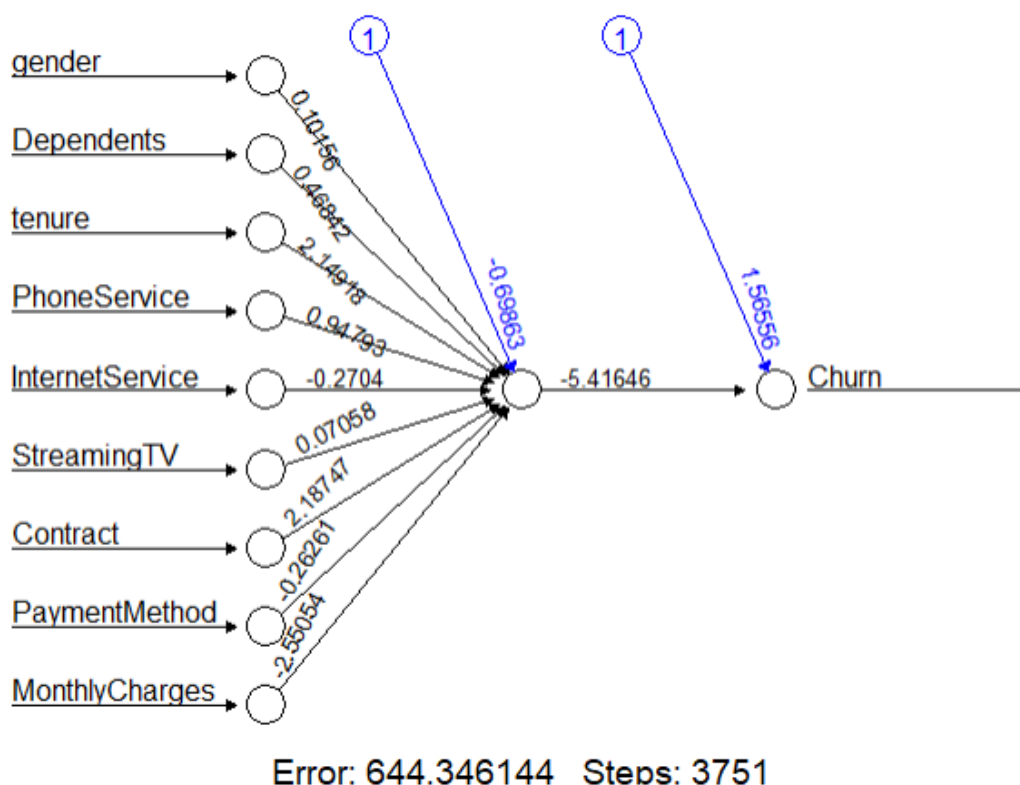 1
1
gender
0.10156
Dependents
0.46842
tenure
2.14918
PhoneService
0.94793
-0.69863
1.56556
InternetService
-0.2704
-5.41646
Churn
StreamingTV
0.07058
Contract
2.18747
PaymentMethod
-0.26261
MonthlyCharges
-2.55054
Error: 644.346144 Steps: 3751